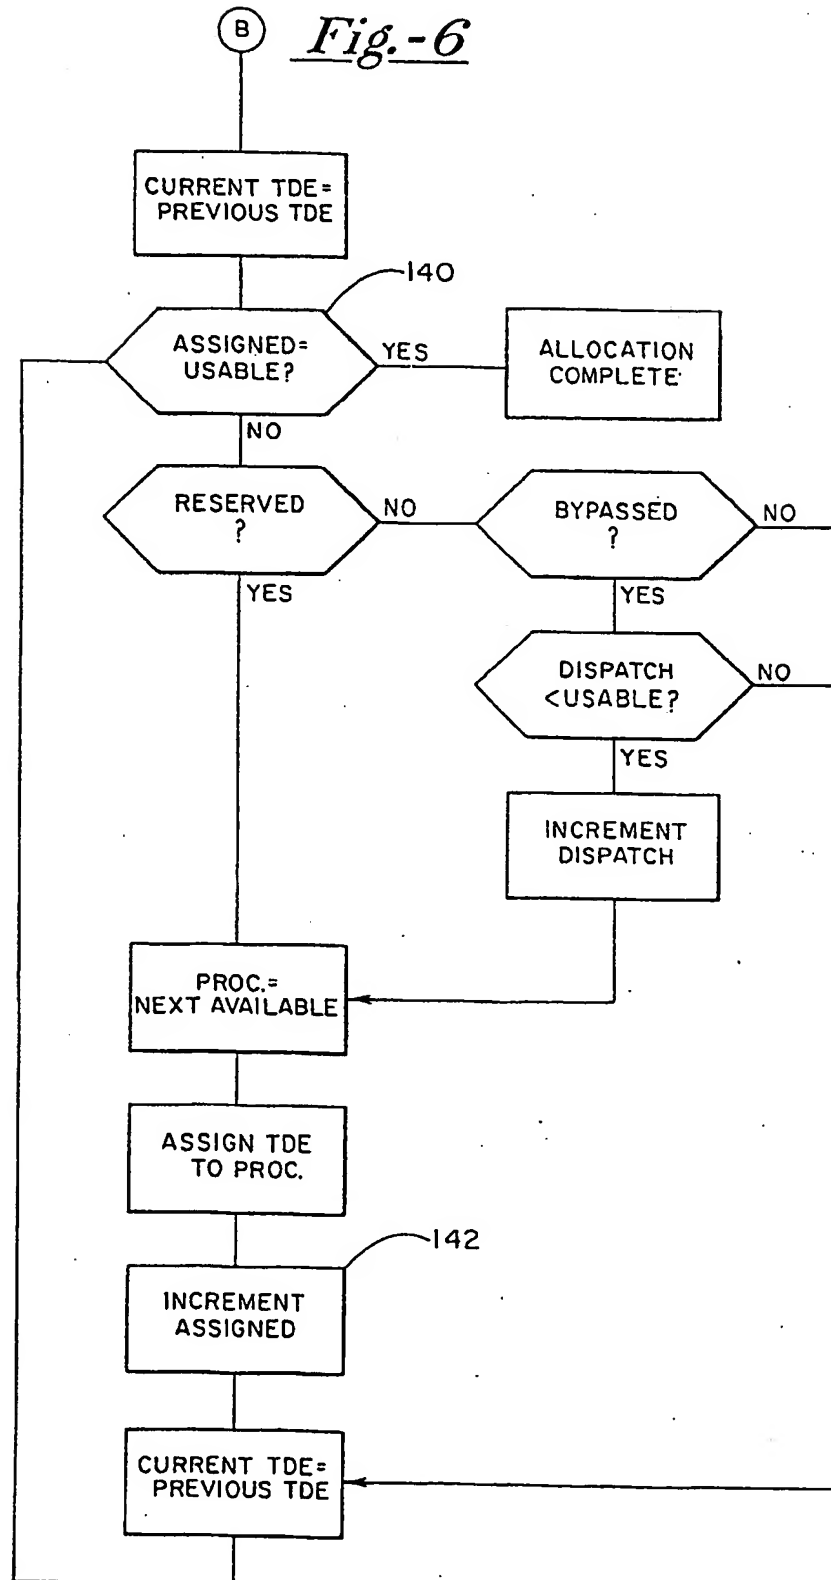 B
Fig.-6
CURRENT TDE=
PREVIOUS TDE
140
ASSIGNED=
USABLE?
YES
ALLOCATION
COMPLETE
NO
RESERVED
?
NO
BYPASSED
?
NO
YES
YES
DISPATCH
<USABLE?
NO
YES
INCREMENT
DISPATCH
PROC.=
NEXT AVAILABLE
ASSIGN TDE
TO PROC.
142
INCREMENT
ASSIGNED
CURRENT TDE=
PREVIOUS TDE